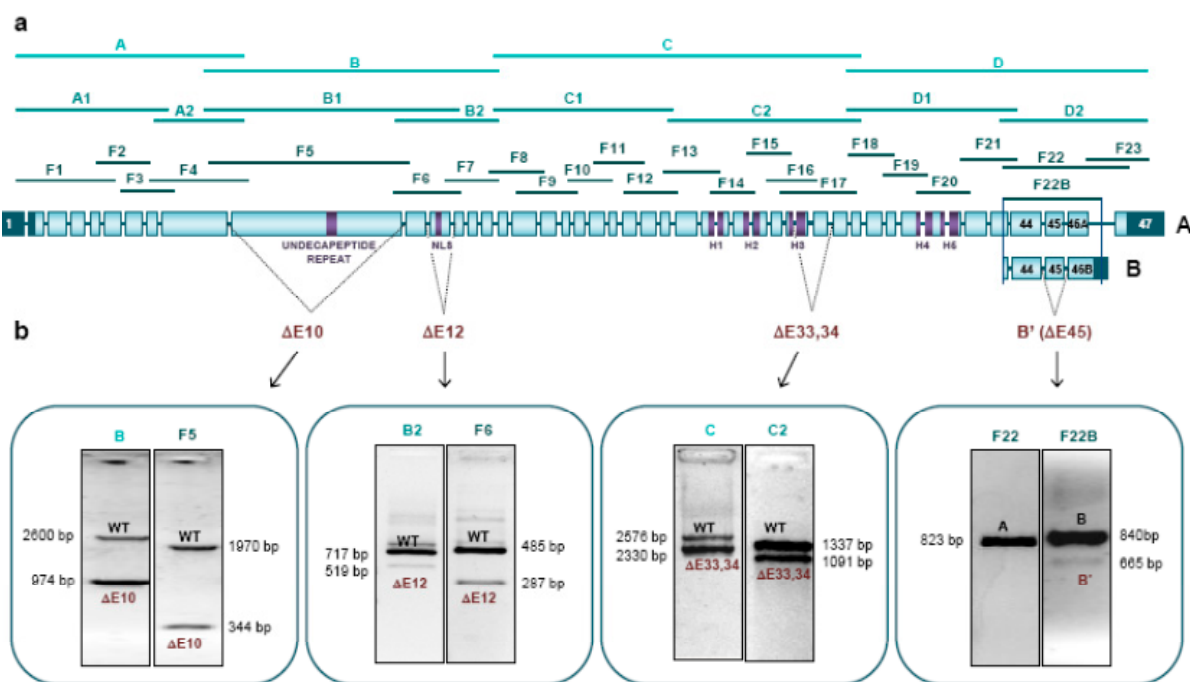 a
A
C
B
D
A1
A2
B1
B2
C1
C2
D1
D2
F1
F2
F3
F4
F5
F6
F7
F8
F9
F10
F11
F12
F13
F14
F15
F16
F17
F18
F19
F20
F21
F22
F23
F22B
1
44
45
46A
47
A
UNDECAPEPTIDE
REPEAT
NLS
H1
H2
H3
H4
H5
44
45
46B
B
ΔE10
ΔE12
ΔE33,34
B' (ΔE45)
b
B
F5
WT
WT
2600 bp
1970 bp
974 bp
ΔE10
344 bp
ΔE10
B2
F6
WT
WT
717 bp
485 bp
519 bp
287 bp
ΔE12
ΔE12
C
C2
WT
WT
2576 bp
1337 bp
2330 bp
1091 bp
ΔE33,34
ΔE33,34
F22
F22B
A
B
823 bp
840bp
665 bp
B'